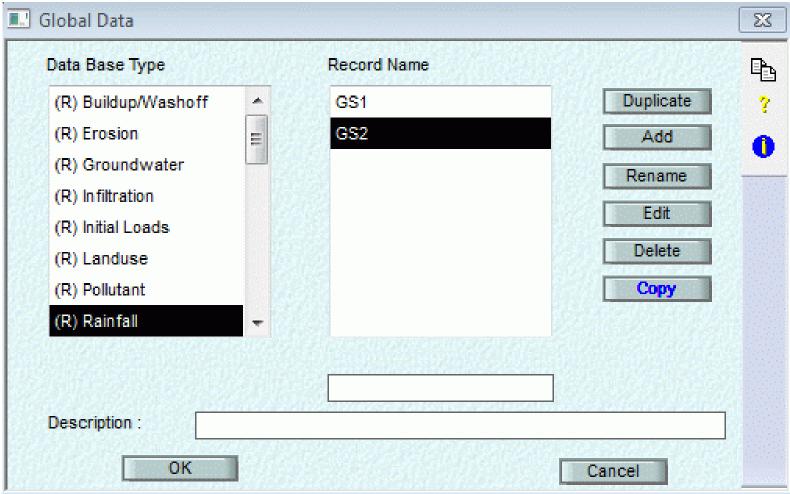 Global Data
Data Base Type
(R) Buildup/Washoff
(R) Erosion
(R) Groundwater
(R) Infiltration
(R) Initial Loads
(R) Landuse
(R) Pollutant
(R) Rainfall
Record Name
GS1
GS2
Duplicate
Add
Rename
Edit
Delete
Copy
?
i
Description :
OK
Cancel